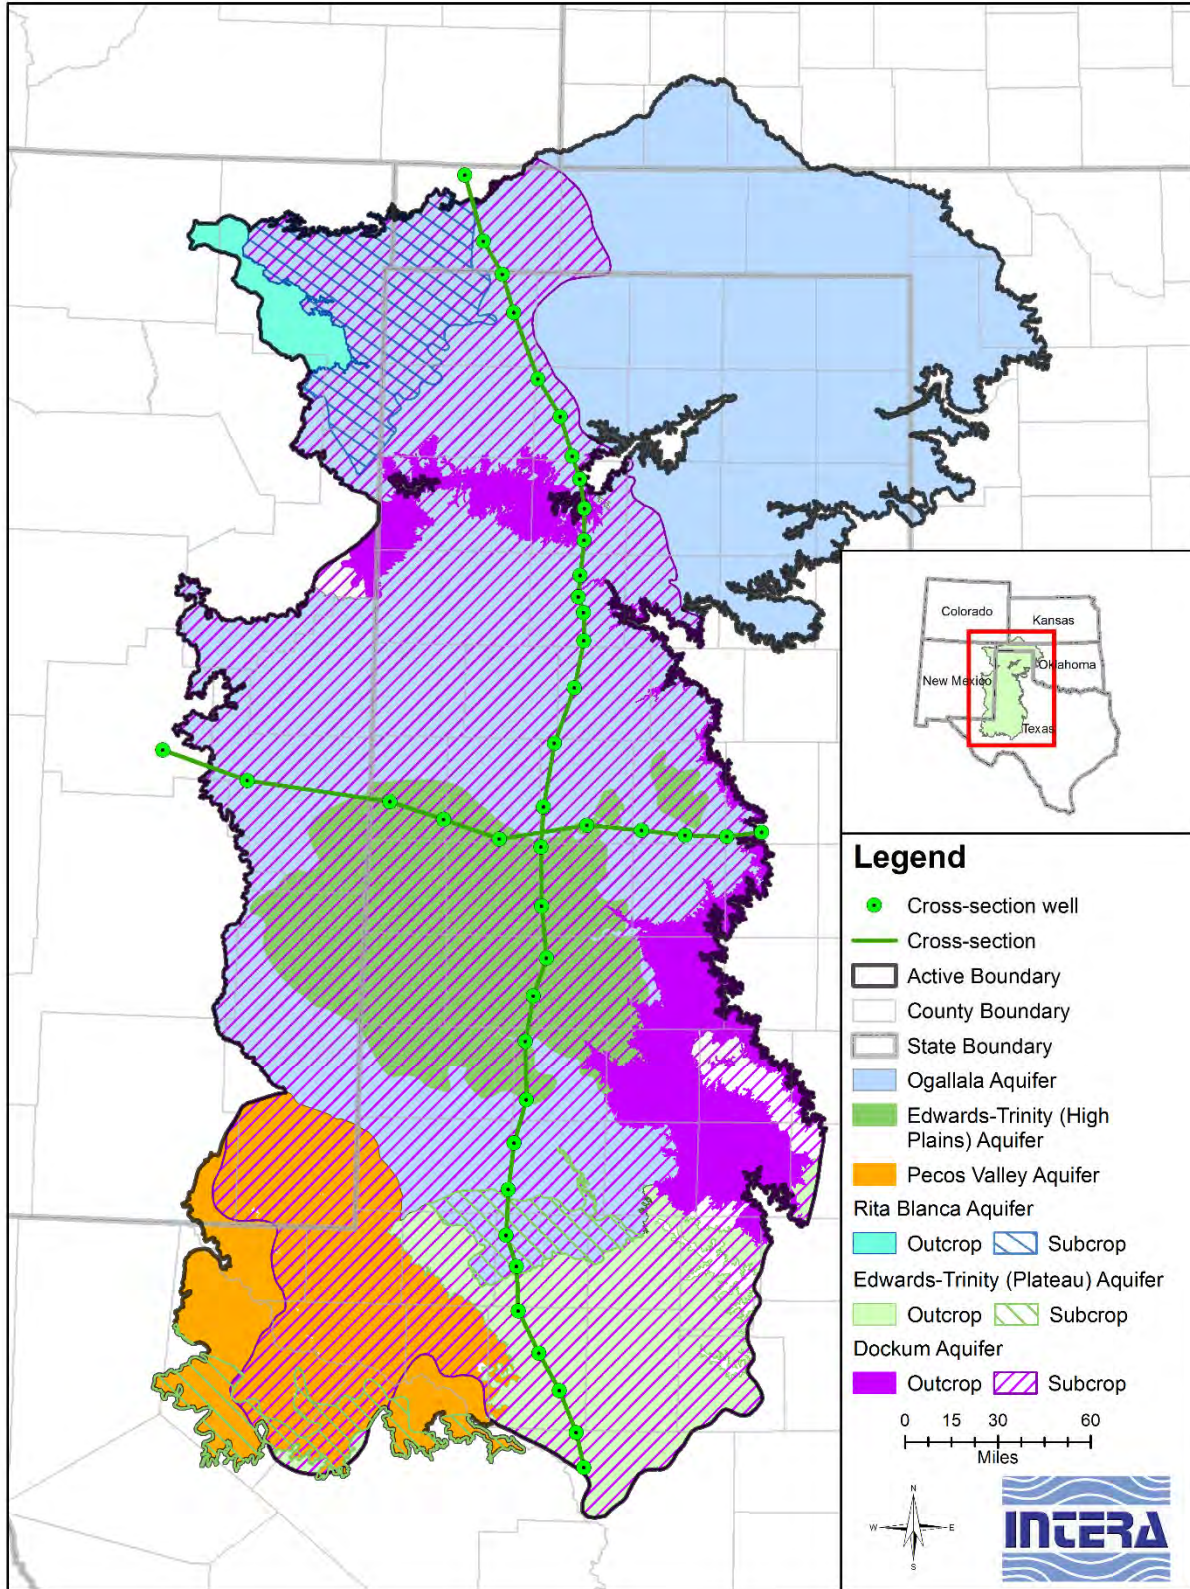 Colorado
Kansas
New Mexico
Oklahoma
Texas
Legend
Cross-section well
Cross-section
Active Boundary
County Boundary
State Boundary
Ogallala Aquifer
Edwards-Trinity (High
Plains) Aquifer
Pecos Valley Aquifer
Rita Blanca Aquifer
Outcrop Subcrop
Edwards-Trinity (Plateau) Aquifer
Outcrop Subcrop
Dockum Aquifer
Outcrop Subcrop
0 15 30 60
Miles
N
W E
S
INTERA